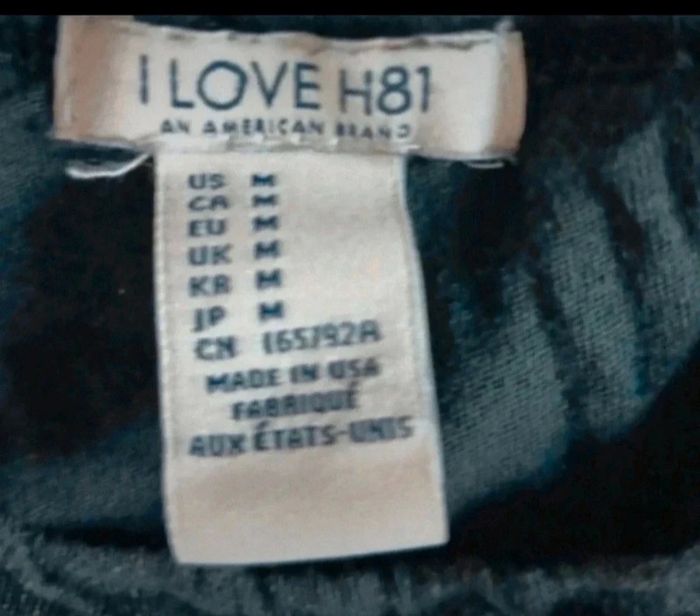 I LOVE H81
AN AMERICAN BRAND
US M
CA M
EU M
UK M
KR M
JP M
CN 165/92A
MADE IN USA
FABRIQUÉ
AUX ÉTATS-UNIS